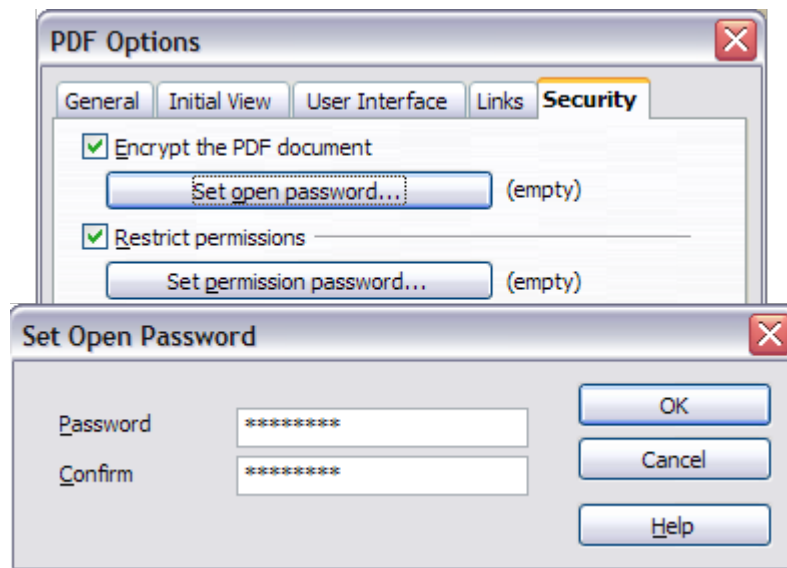 PDF Options
General Initial View User Interface Links Security
Encrypt the PDF document
Set open password... (empty)
Restrict permissions
Set permission password... (empty)
Set Open Password
Password ******** OK
Confirm ******** Cancel
Help